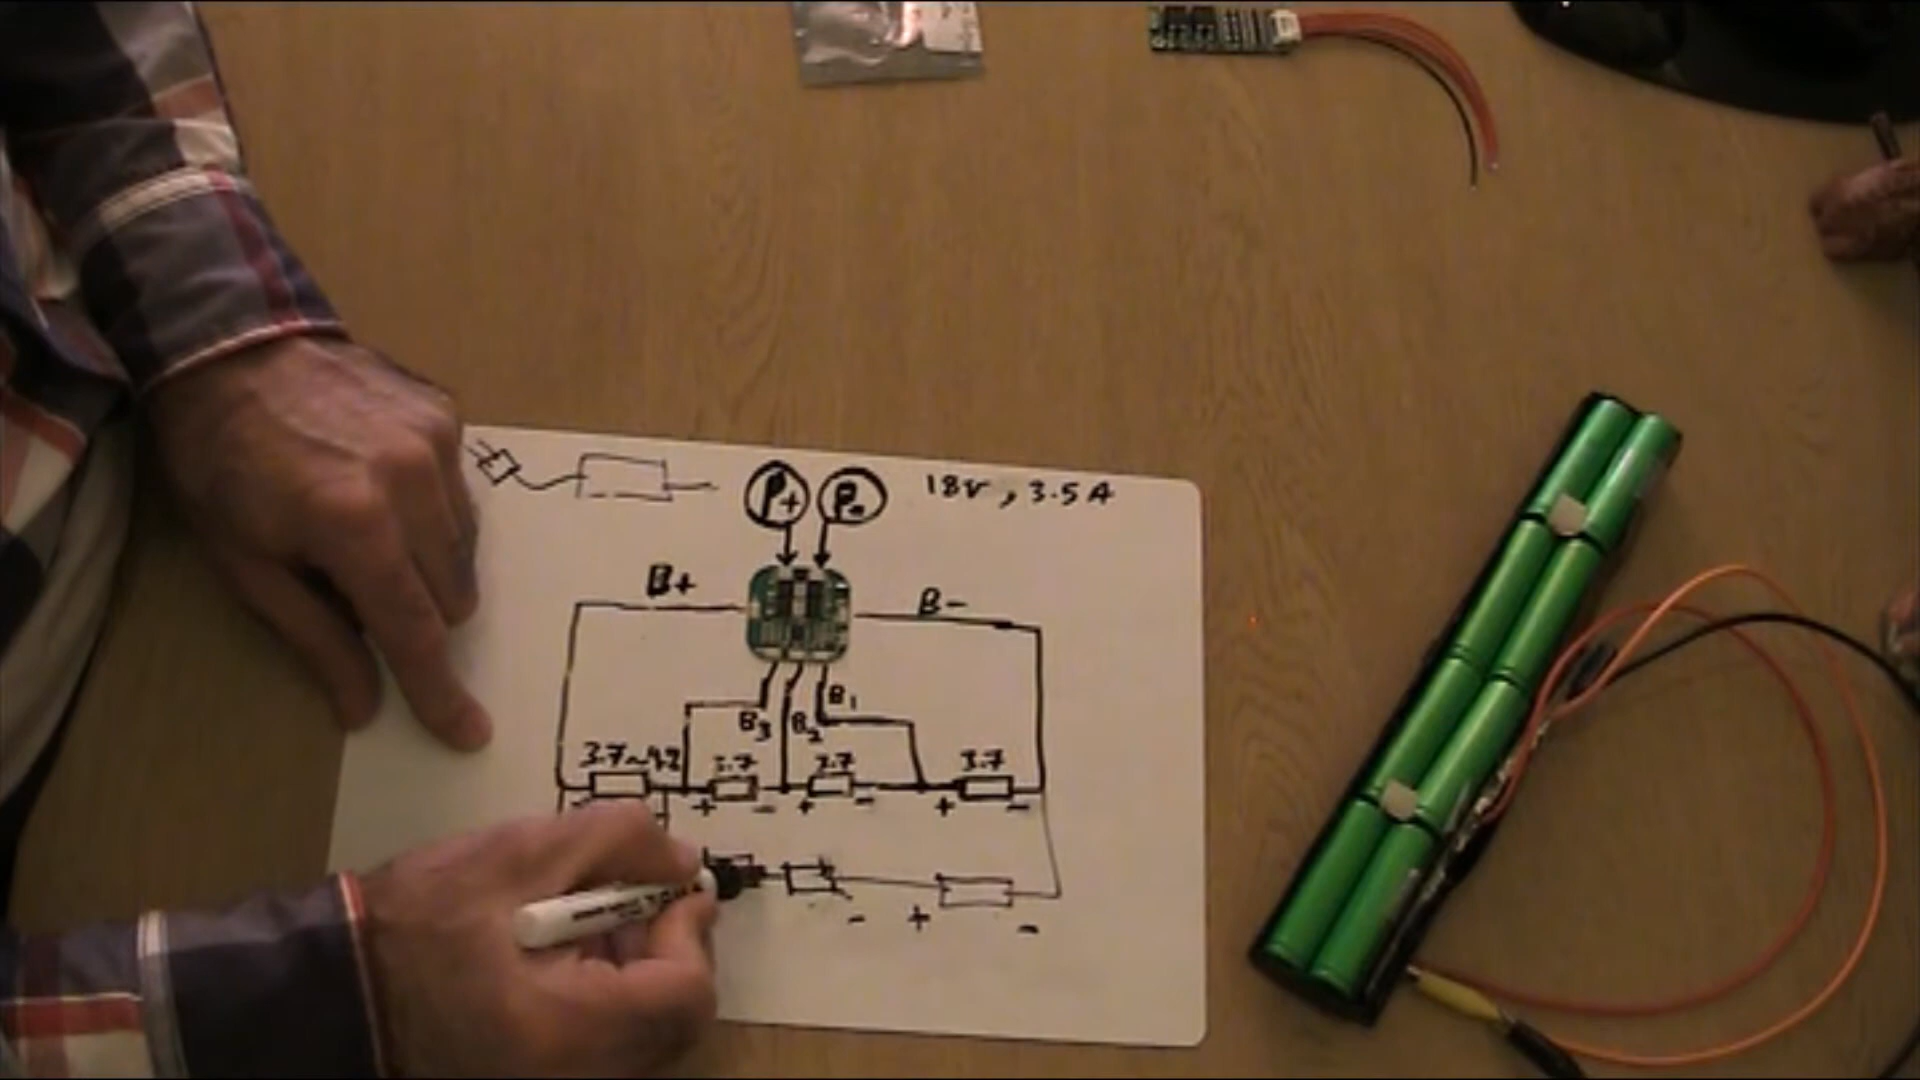 P+ P- 18V, 3.5A
B+ B-
B1
B3 B2
3.7~4.2 3.7 3.7 3.7
+ - + - + -
- + -